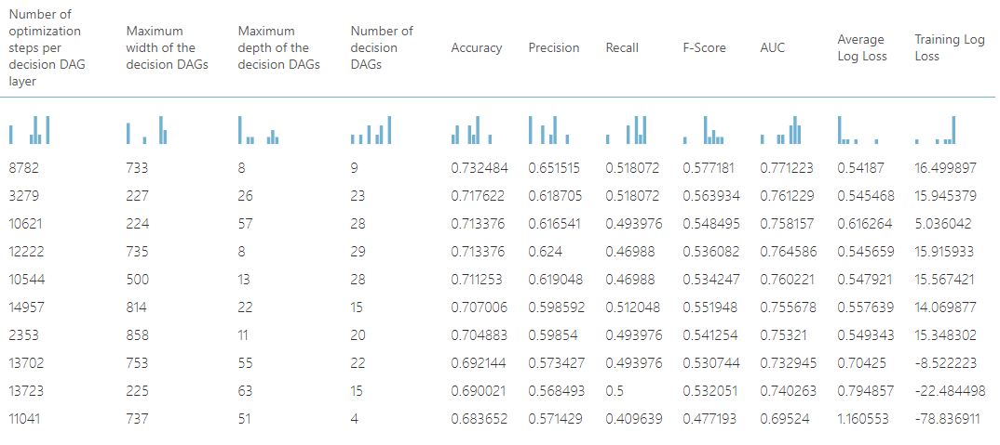 Number of optimization steps per decision DAG layer Maximum width of the decision DAGs Maximum depth of the decision DAGs Number of decision DAGs Accuracy Precision Recall F-Score AUC Average Log Loss Training Log Loss
8782 733 8 9 0.732484 0.651515 0.518072 0.577181 0.771223 0.54187 16.499897
3279 227 26 23 0.717622 0.618705 0.518072 0.563934 0.761229 0.545468 15.945379
10621 224 57 28 0.713376 0.616541 0.493976 0.548495 0.758157 0.616264 5.036042
12222 735 8 29 0.713376 0.624 0.46988 0.536082 0.764586 0.545659 15.915933
10544 500 13 28 0.711253 0.619048 0.46988 0.534247 0.760221 0.547921 15.567421
14957 814 22 15 0.707006 0.598592 0.512048 0.551948 0.755678 0.557639 14.069877
2353 858 11 20 0.704883 0.59854 0.493976 0.541254 0.75321 0.549343 15.348302
13702 753 55 22 0.692144 0.573427 0.493976 0.530744 0.732945 0.70425 -8.522223
13723 225 63 15 0.690021 0.568493 0.5 0.532051 0.740263 0.794857 -22.484498
11041 737 51 4 0.683652 0.571429 0.409639 0.477193 0.69524 1.160553 -78.836911